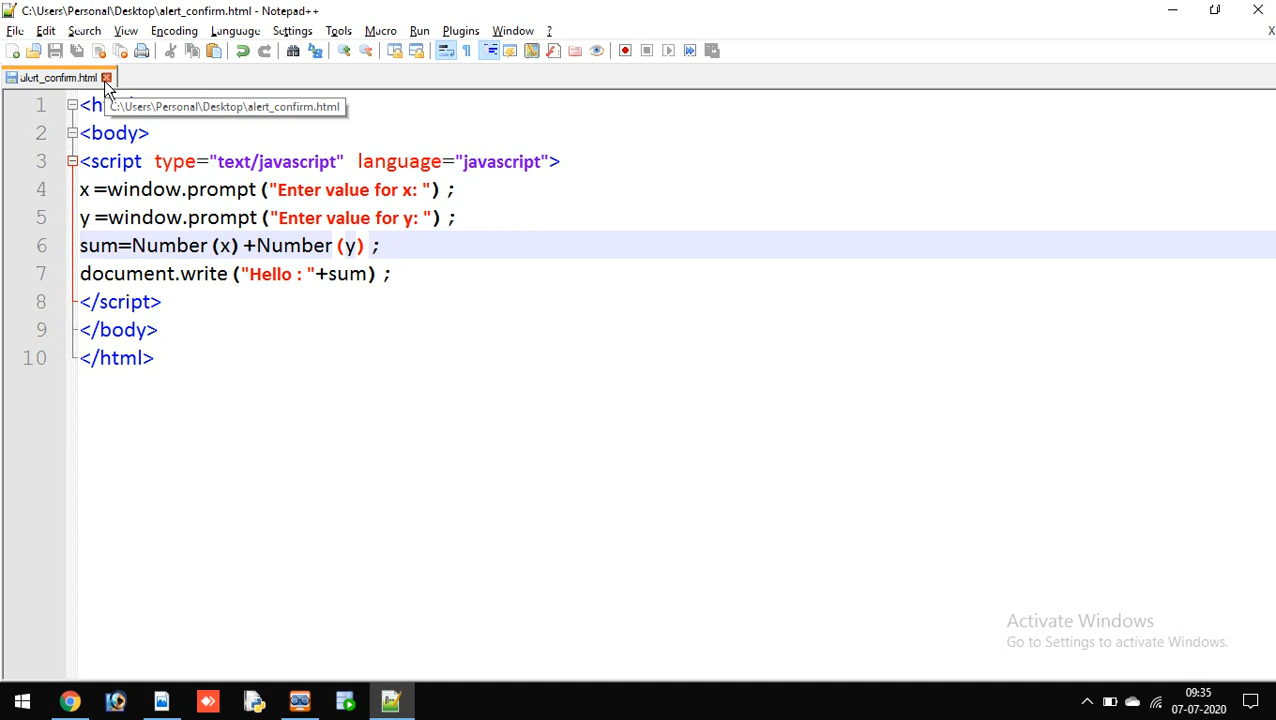 C:\Users\Personal\Desktop\alert_confirm.html - Notepad++
File Edit Search View Encoding Language Settings Tools Macro Run Plugins Window ? X
alert_confirm.html
C:\Users\Personal\Desktop\alert_confirm.html
1 <h
2 <body>
3 <script type="text/javascript" language="javascript">
4 x =window.prompt ("Enter value for x: ") ;
5 y =window.prompt ("Enter value for y: ") ;
6 sum=Number (x) +Number (y) ;
7 document.write ("Hello : "+sum) ;
8 </script>
9 </body>
10 </html>
Activate Windows
Go to Settings to activate Windows.
09:35
07-07-2020